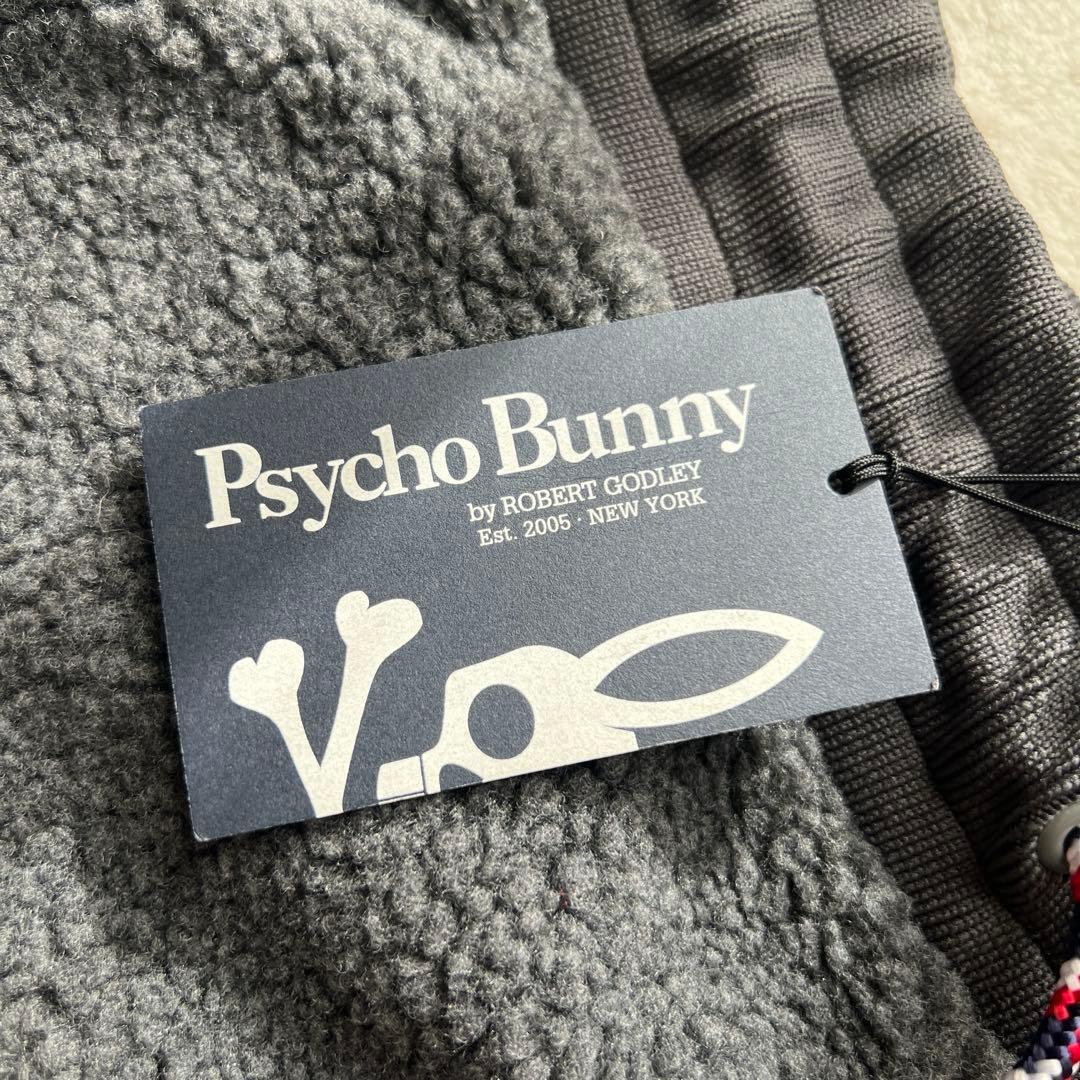 Psycho Bunny
by ROBERT GODLEY
Est. 2005 · NEW YORK